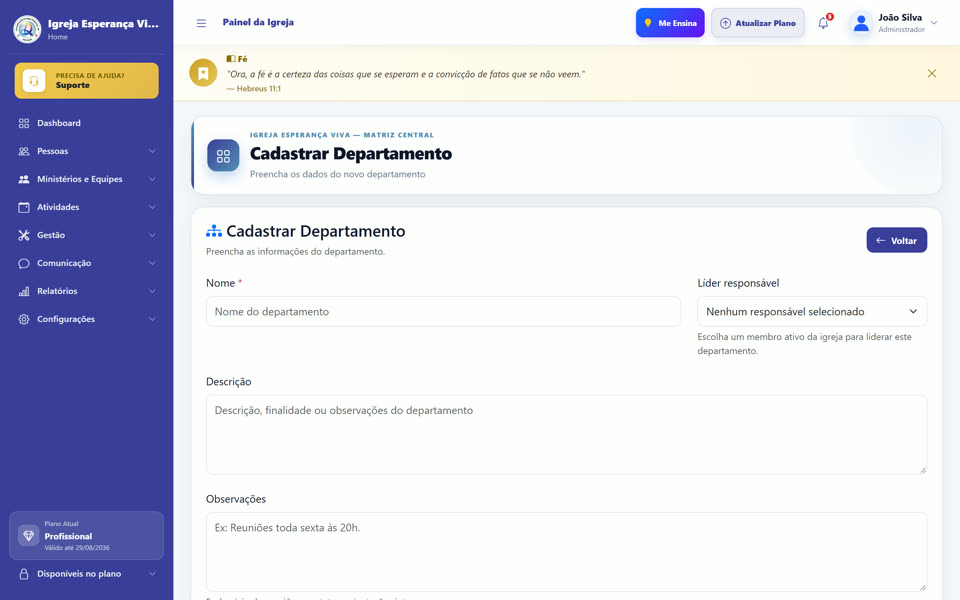 Igreja Esperança Vi...
Home
PRECISA DE AJUDA?
Suporte
Dashboard
Pessoas
Ministérios e Equipes
Atividades
Gestão
Comunicação
Relatórios
Configurações
Plano Atual
Profissional
Válido até 29/08/2036
Disponíveis no plano
Painel da Igreja
Me Ensina
Atualizar Plano
João Silva
Administrador
Fé
"Ora, a fé é a certeza das coisas que se esperam e a convicção de fatos que se não veem."
— Hebreus 11:1
IGREJA ESPERANÇA VIVA — MATRIZ CENTRAL
Cadastrar Departamento
Preencha os dados do novo departamento
Cadastrar Departamento
Preencha as informações do departamento.
Voltar
Nome *
Nome do departamento
Líder responsável
Nenhum responsável selecionado
Escolha um membro ativo da igreja para liderar este
departamento.
Descrição
Descrição, finalidade ou observações do departamento
Observações
Ex: Reuniões toda sexta às 20h.